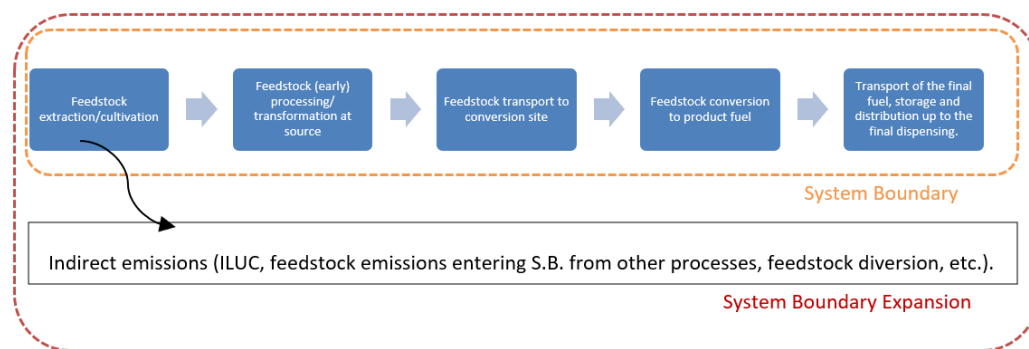 Feedstock
extraction/cultivation
Feedstock (early)
processing/
transformation at
source
Feedstock transport to
conversion site
Feedstock conversion
to product fuel
Transport of the final
fuel, storage and
distribution up to the
final dispensing.
System Boundary
Indirect emissions (ILUC, feedstock emissions entering S.B. from other processes, feedstock diversion, etc.).
System Boundary Expansion